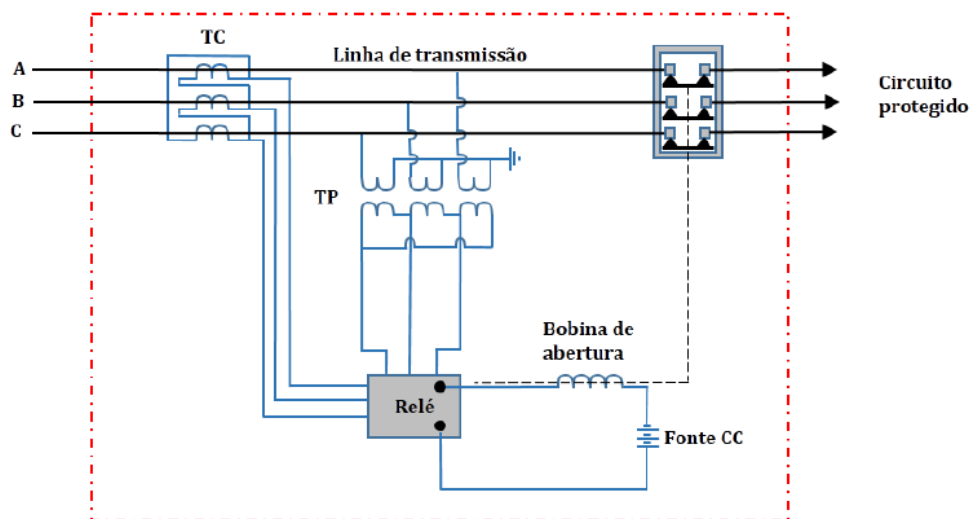 TC
Linha de transmissão
A
B
C
Circuito
protegido
TP
Bobina de
abertura
Relé
Fonte CC